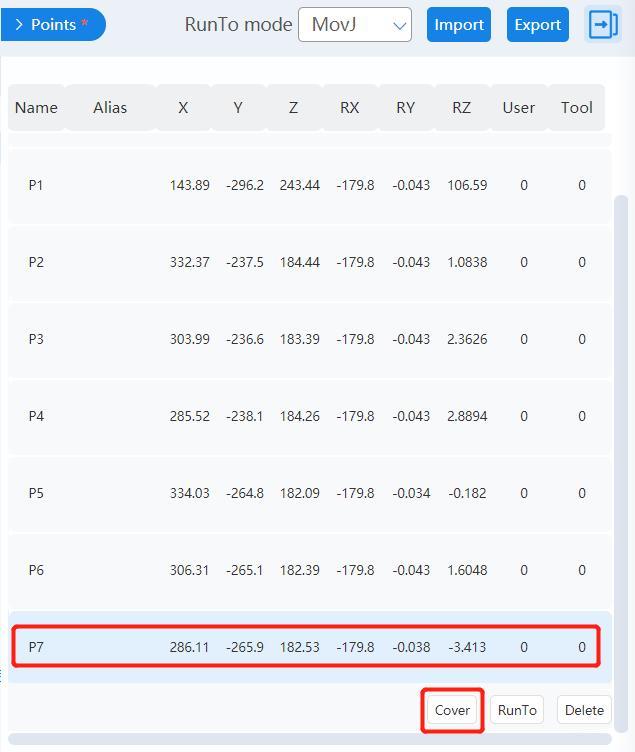 Points * RunTo mode MovJ Import Export
Name Alias X Y Z RX RY RZ User Tool
P1 143.89 -296.2 243.44 -179.8 -0.043 106.59 0 0
P2 332.37 -237.5 184.44 -179.8 -0.043 1.0838 0 0
P3 303.99 -236.6 183.39 -179.8 -0.043 2.3626 0 0
P4 285.52 -238.1 184.26 -179.8 -0.043 2.8894 0 0
P5 334.03 -264.8 182.09 -179.8 -0.034 -0.182 0 0
P6 306.31 -265.1 182.39 -179.8 -0.043 1.6048 0 0
P7 286.11 -265.9 182.53 -179.8 -0.038 -3.413 0 0
Cover RunTo Delete